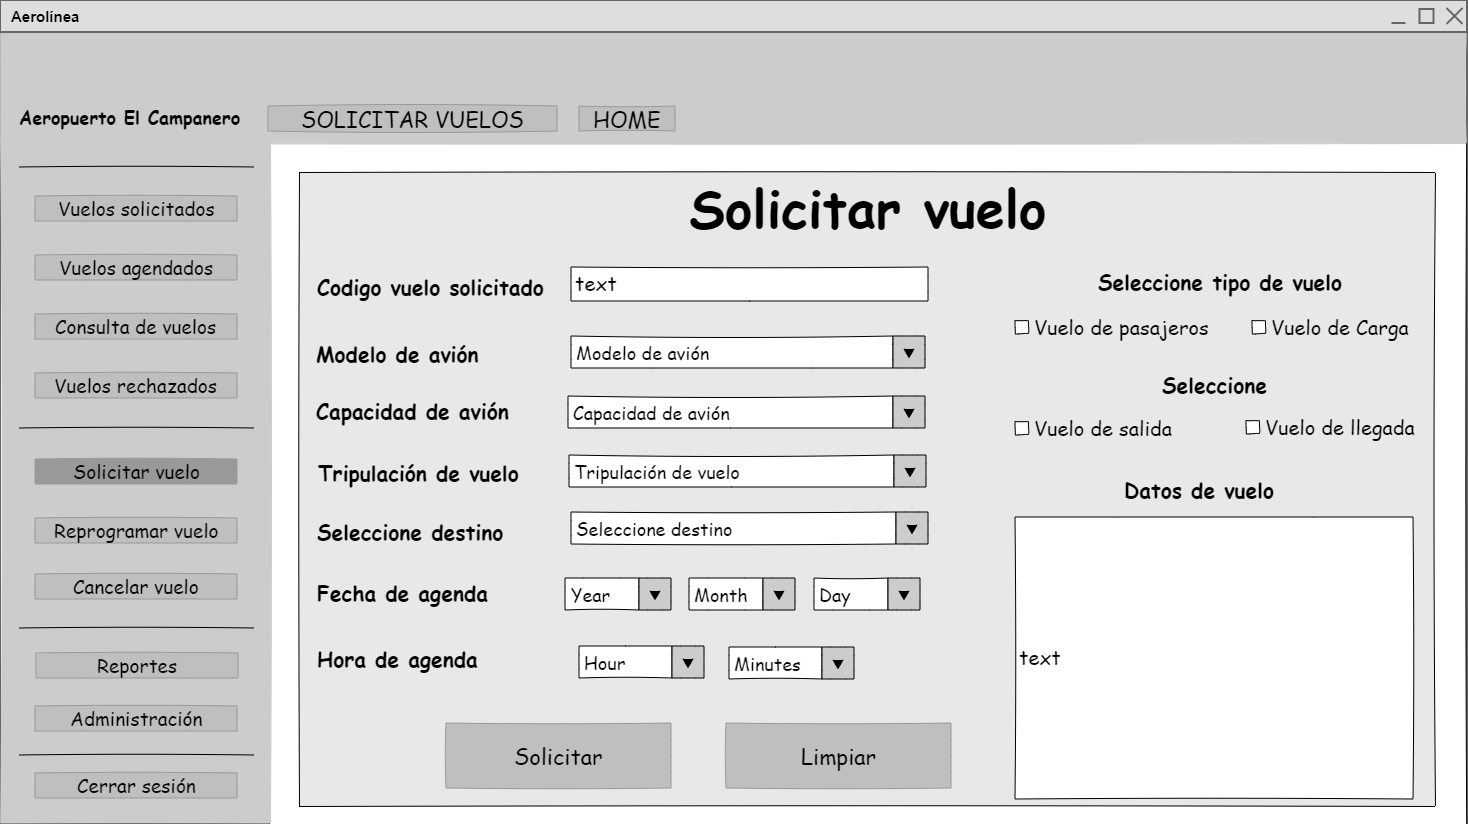 Aerolínea
Aeropuerto El Campanero
SOLICITAR VUELOS
HOME
Vuelos solicitados
Vuelos agendados
Consulta de vuelos
Vuelos rechazados
Solicitar vuelo
Reprogramar vuelo
Cancelar vuelo
Reportes
Administración
Cerrar sesión
Solicitar vuelo
Codigo vuelo solicitado
text
Modelo de avión
Modelo de avión
Capacidad de avión
Capacidad de avión
Tripulación de vuelo
Tripulación de vuelo
Seleccione destino
Seleccione destino
Fecha de agenda
Year
Month
Day
Hora de agenda
Hour
Minutes
Solicitar
Limpiar
Seleccione tipo de vuelo
Vuelo de pasajeros
Vuelo de Carga
Seleccione
Vuelo de salida
Vuelo de llegada
Datos de vuelo
text